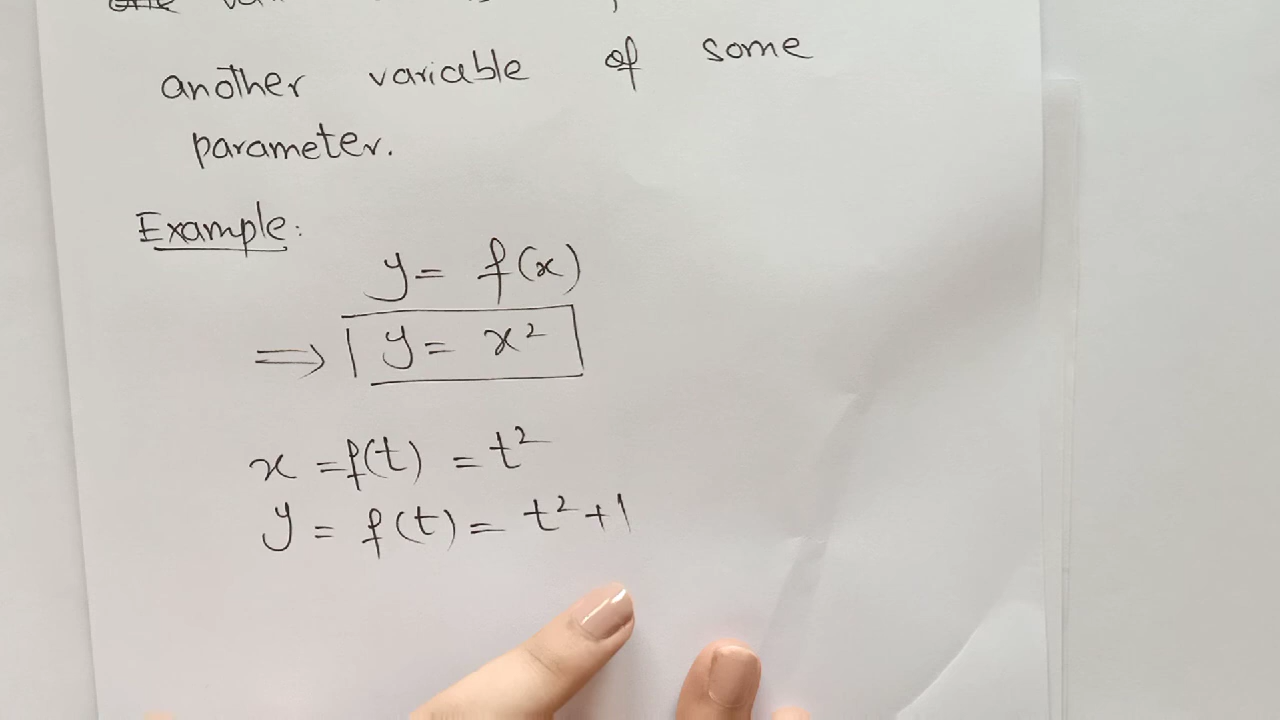 another variable of some
parameter.
Example:
y = f(x)
⇒ y = x²
x = f(t) = t²
y = f(t) = t²+1